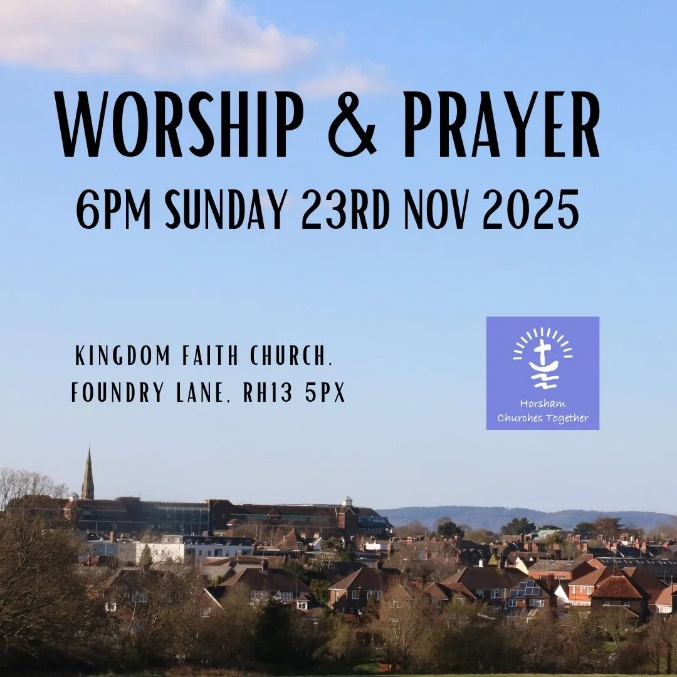 WORSHIP & PRAYER
6PM SUNDAY 23RD NOV 2025
KINGDOM FAITH CHURCH,
FOUNDRY LANE, RH13 5PX
Horsham
Churches Together